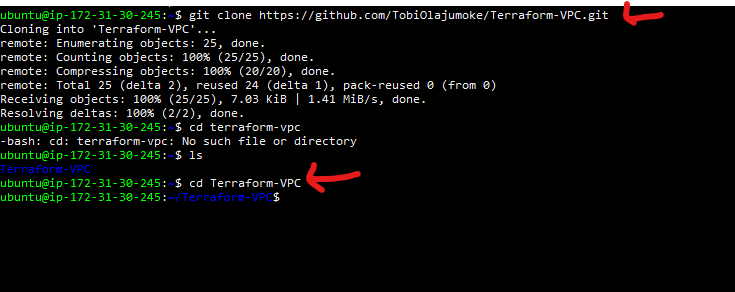 ubuntu@ip-172-31-30-245:~$ git clone https://github.com/TobiOlajumoke/Terraform-VPC.git
Cloning into 'Terraform-VPC'...
remote: Enumerating objects: 25, done.
remote: Counting objects: 100% (25/25), done.
remote: Compressing objects: 100% (20/20), done.
remote: Total 25 (delta 2), reused 24 (delta 1), pack-reused 0 (from 0)
Receiving objects: 100% (25/25), 7.03 KiB | 1.41 MiB/s, done.
Resolving deltas: 100% (2/2), done.
ubuntu@ip-172-31-30-245:~$ cd terraform-vpc
-bash: cd: terraform-vpc: No such file or directory
ubuntu@ip-172-31-30-245:~$ ls
Terraform-VPC
ubuntu@ip-172-31-30-245:~$ cd Terraform-VPC
ubuntu@ip-172-31-30-245:~/Terraform-VPC$